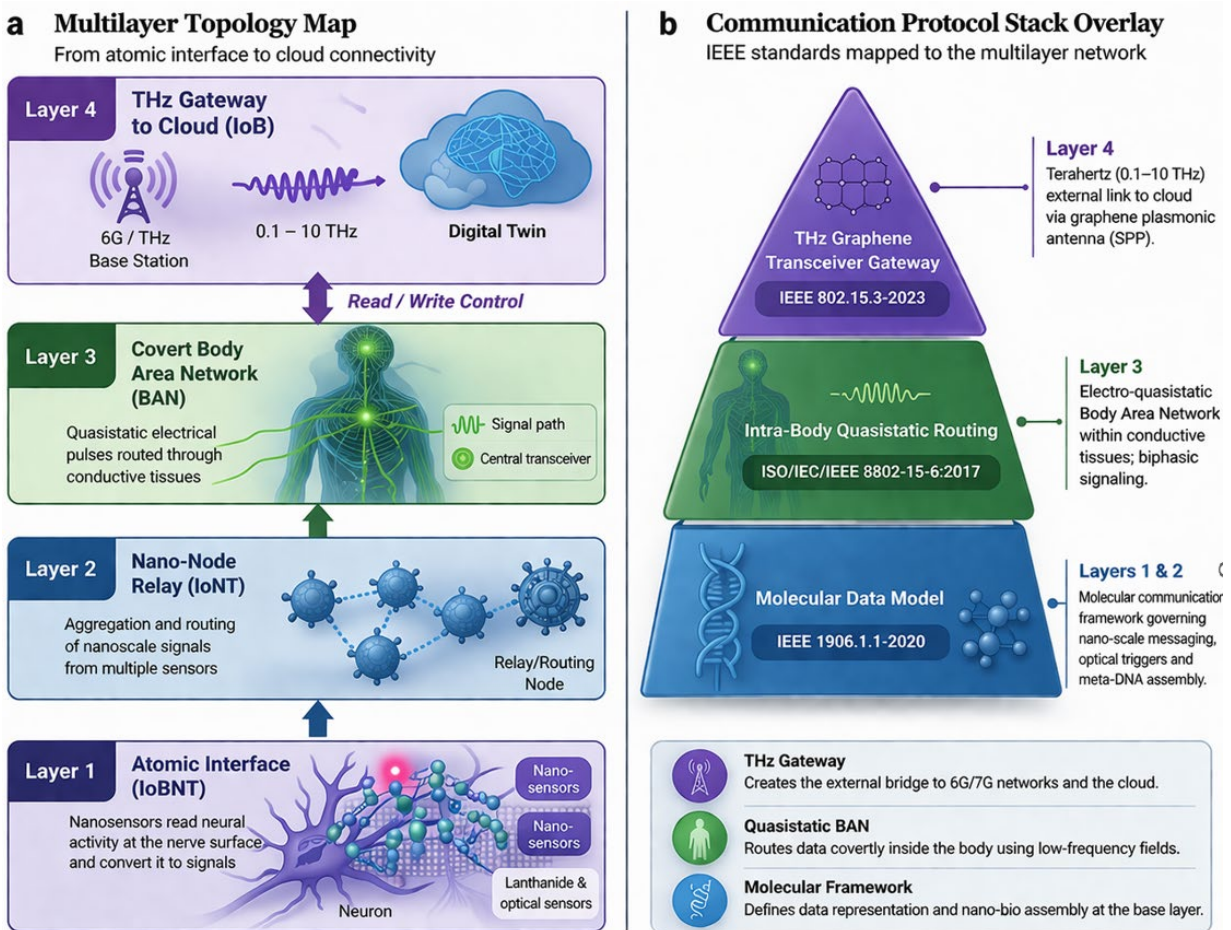 a Multilayer Topology Map
From atomic interface to cloud connectivity
Layer 4
THz Gateway
to Cloud (IoB)
6G / THz
Base Station
0.1 – 10 THz
Digital Twin
Read / Write Control
Layer 3
Covert Body
Area Network
(BAN)
Quasistatic electrical
pulses routed through
conductive tissues
Signal path
Central transceiver
Layer 2
Nano-Node
Relay (IoNT)
Aggregation and routing
of nanoscale signals
from multiple sensors
Relay/Routing
Node
Layer 1
Atomic Interface
(IoBNT)
Nanosensors read neural
activity at the nerve surface
and convert it to signals
Nano-
sensors
Nano-
sensors
Lanthanide &
optical sensors
Neuron
b Communication Protocol Stack Overlay
IEEE standards mapped to the multilayer network
THz Graphene
Transceiver Gateway
IEEE 802.15.3-2023
Layer 4
Terahertz (0.1–10 THz)
external link to cloud
via graphene plasmonic
antenna (SPP).
Intra-Body Quasistatic Routing
ISO/IEC/IEEE 8802-15-6:2017
Layer 3
Electro-quasistatic
Body Area Network
within conductive
tissues; biphasic
signaling.
Molecular Data Model
IEEE 1906.1.1-2020
Layers 1 & 2
Molecular communication
framework governing
nano-scale messaging,
optical triggers and
meta-DNA assembly.
THz Gateway
Creates the external bridge to 6G/7G networks and the cloud.
Quasistatic BAN
Routes data covertly inside the body using low-frequency fields.
Molecular Framework
Defines data representation and nano-bio assembly at the base layer.